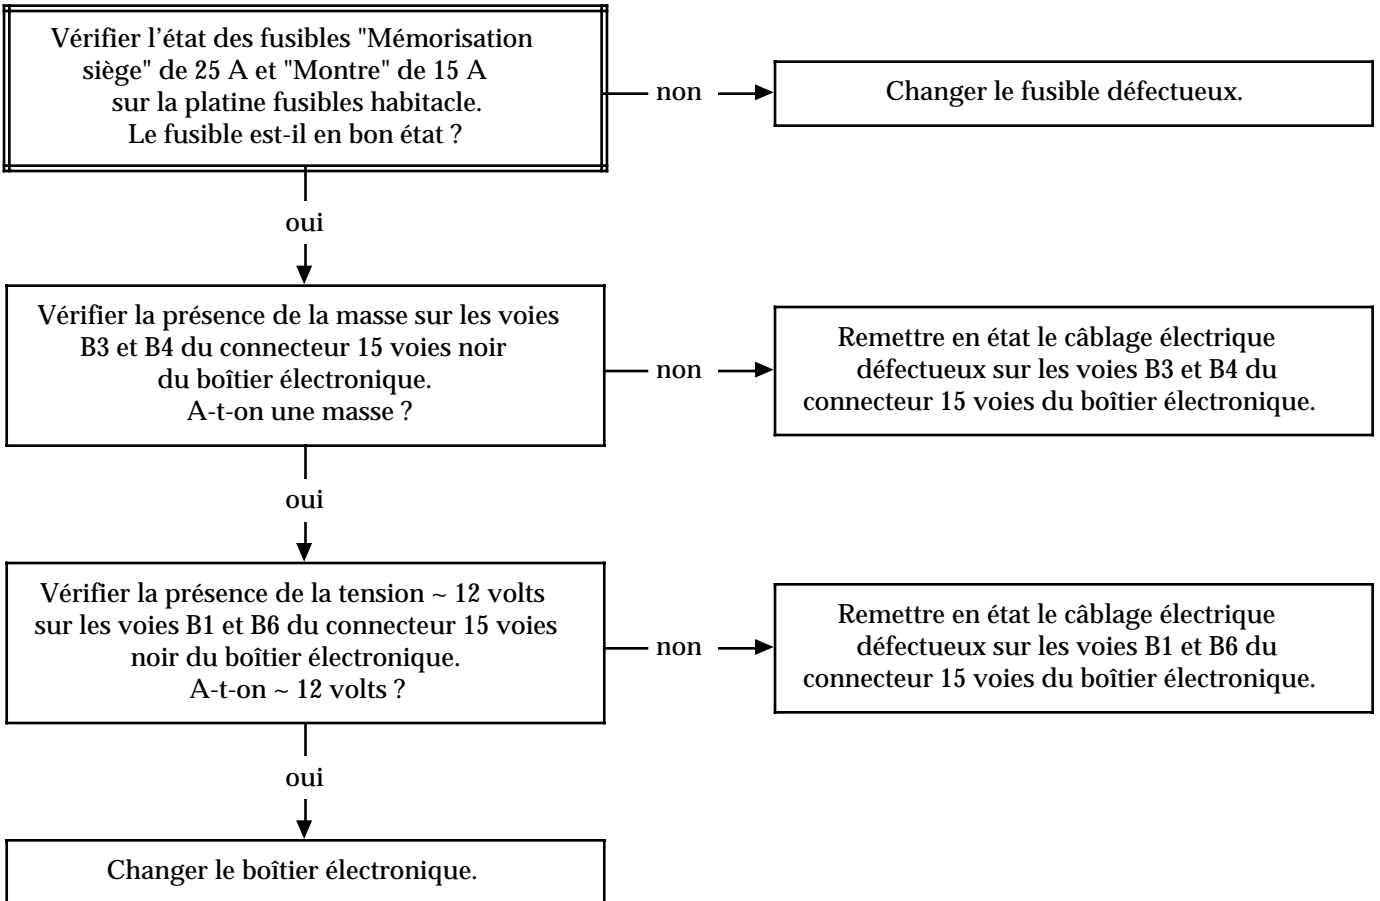 Vérifier l'état des fusibles "Mémorisation
siège" de 25 A et "Montre" de 15 A
sur la platine fusibles habitacle.
Le fusible est-il en bon état ?
non
Changer le fusible défectueux.
oui
Vérifier la présence de la masse sur les voies
B3 et B4 du connecteur 15 voies noir
du boîtier électronique.
A-t-on une masse ?
non
Remettre en état le câblage électrique
défectueux sur les voies B3 et B4 du
connecteur 15 voies du boîtier électronique.
oui
Vérifier la présence de la tension ~ 12 volts
sur les voies B1 et B6 du connecteur 15 voies
noir du boîtier électronique.
A-t-on ~ 12 volts ?
non
Remettre en état le câblage électrique
défectueux sur les voies B1 et B6 du
connecteur 15 voies du boîtier électronique.
oui
Changer le boîtier électronique.